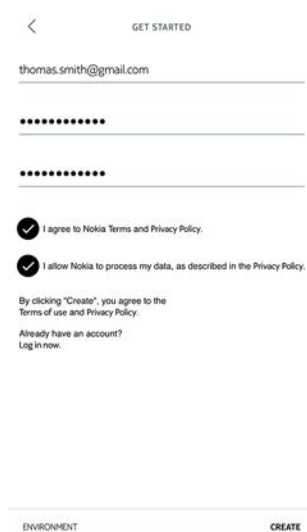 GET STARTED
thomas.smith@gmail.com
●●●●●●●●●●●●
●●●●●●●●●●●●
I agree to Nokia Terms and Privacy Policy.
I allow Nokia to process my data, as described in the Privacy Policy.
By clicking "Create", you agree to the
Terms of use and Privacy Policy.
Already have an account?
Log in now.
ENVIRONMENT CREATE